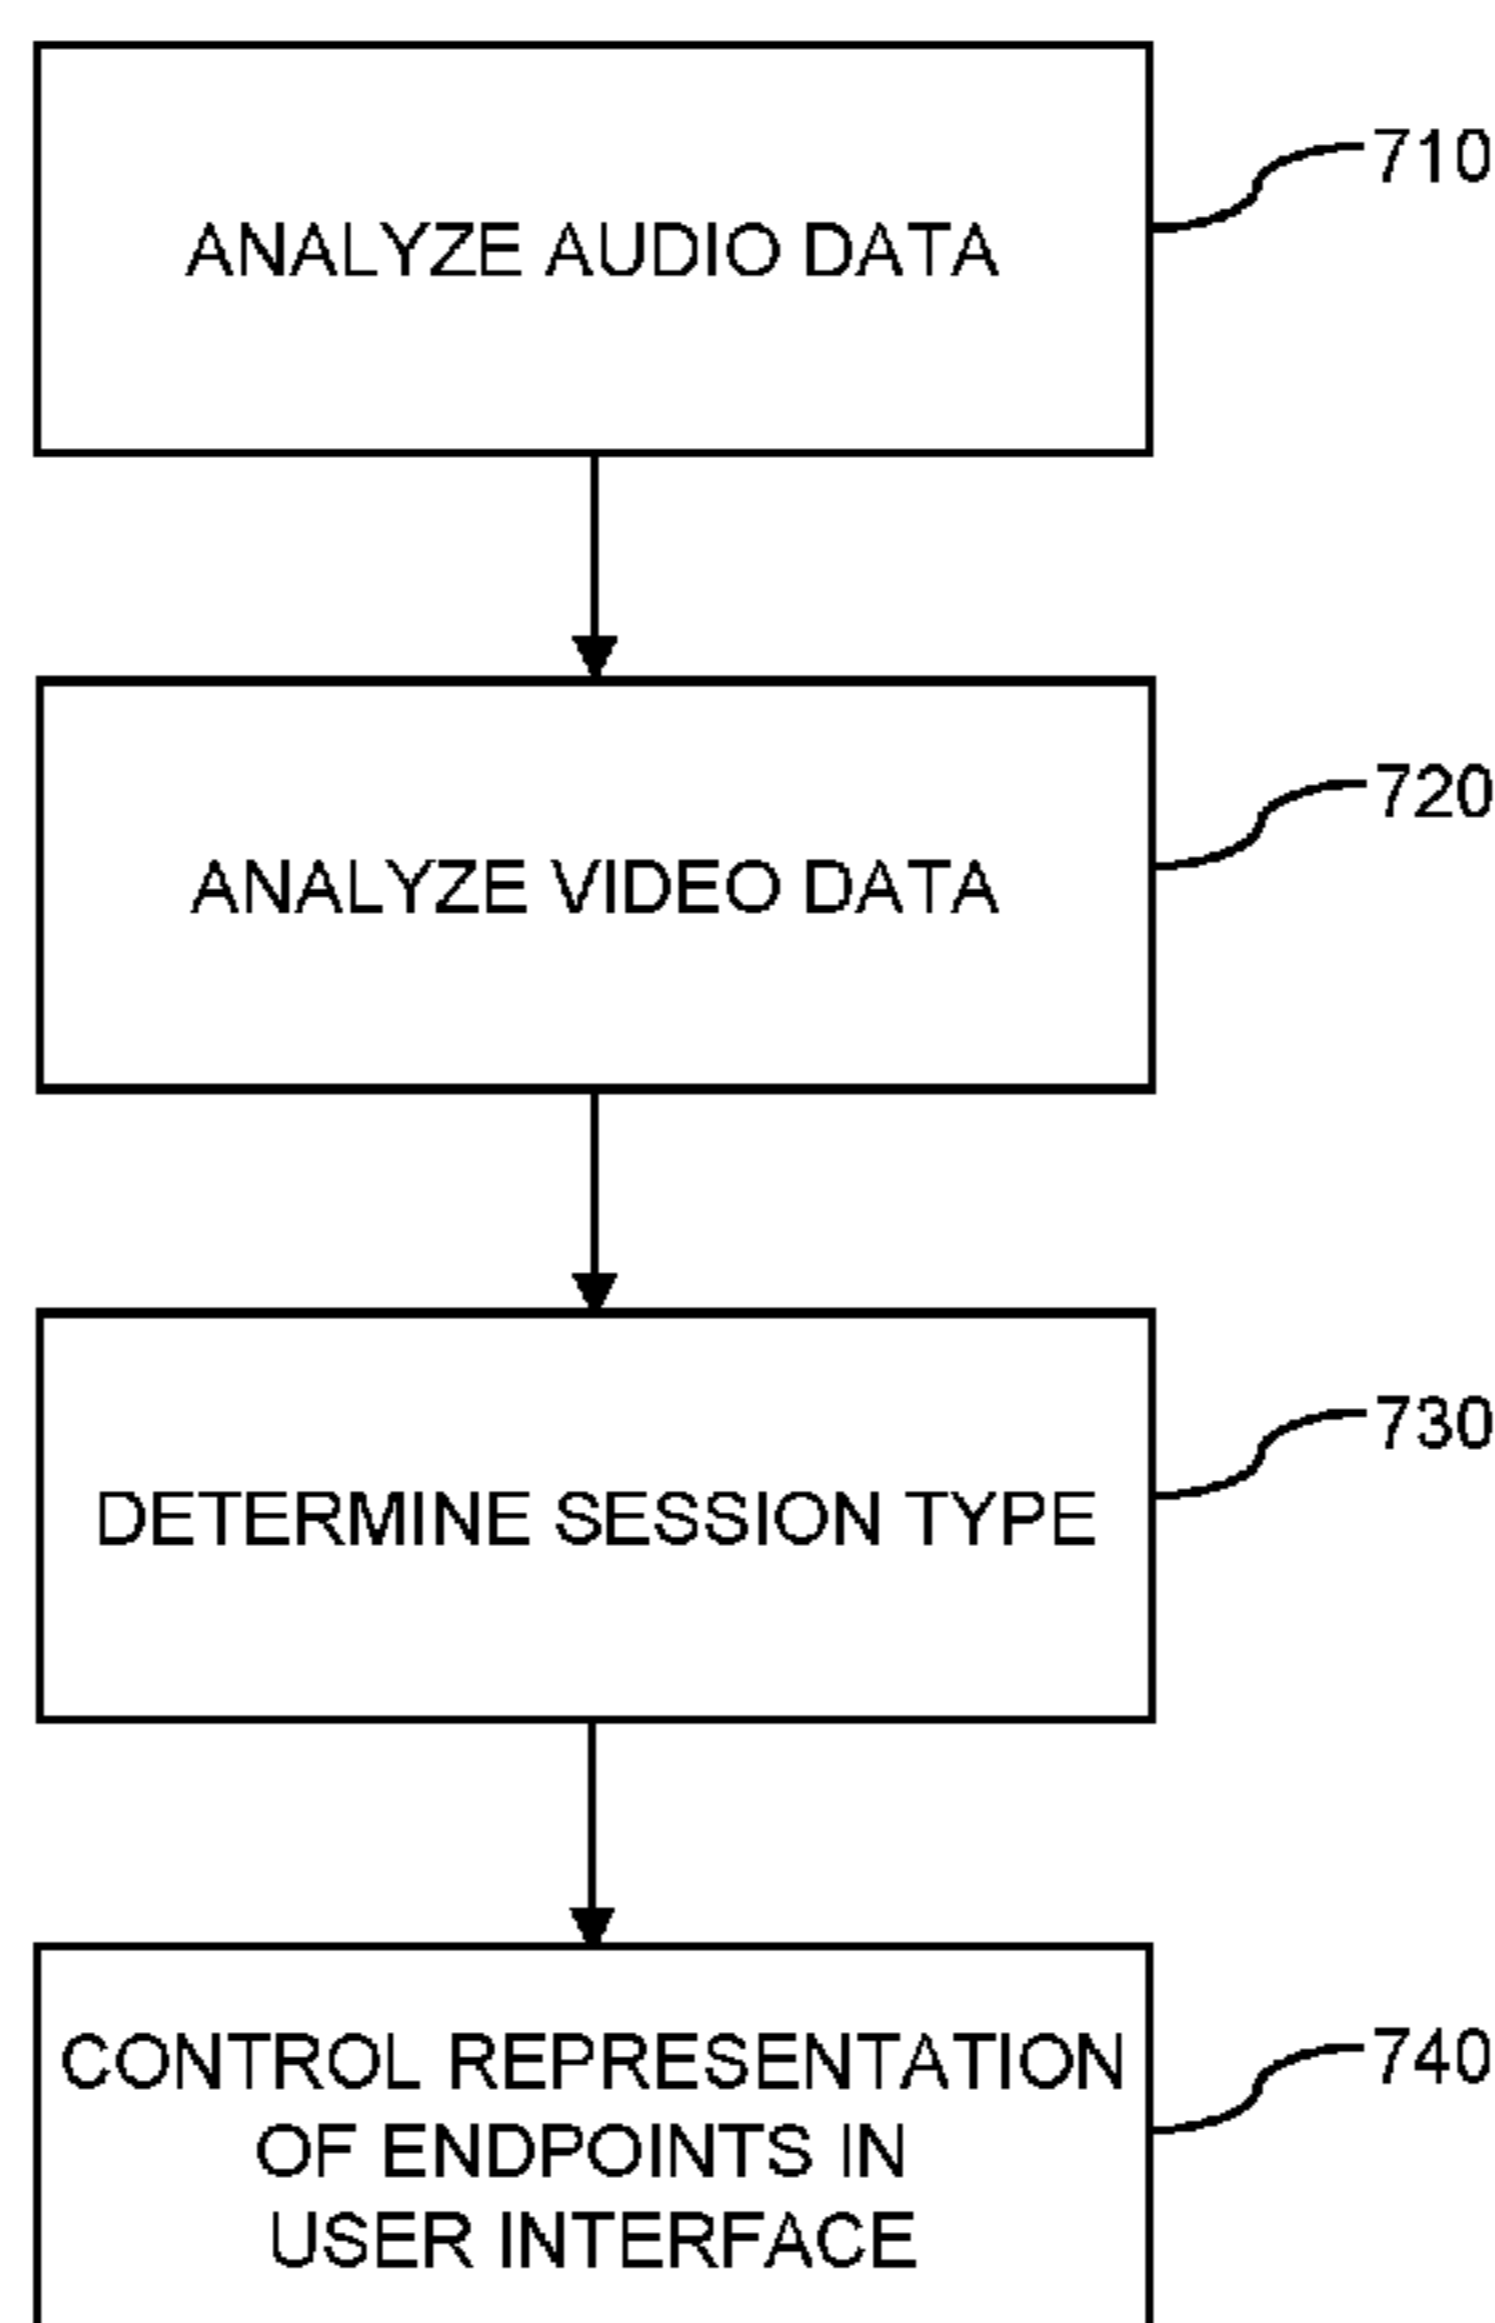 710
ANALYZE AUDIO DATA
720
ANALYZE VIDEO DATA
730
DETERMINE SESSION TYPE
740
CONTROL REPRESENTATION
OF ENDPOINTS IN
USER INTERFACE